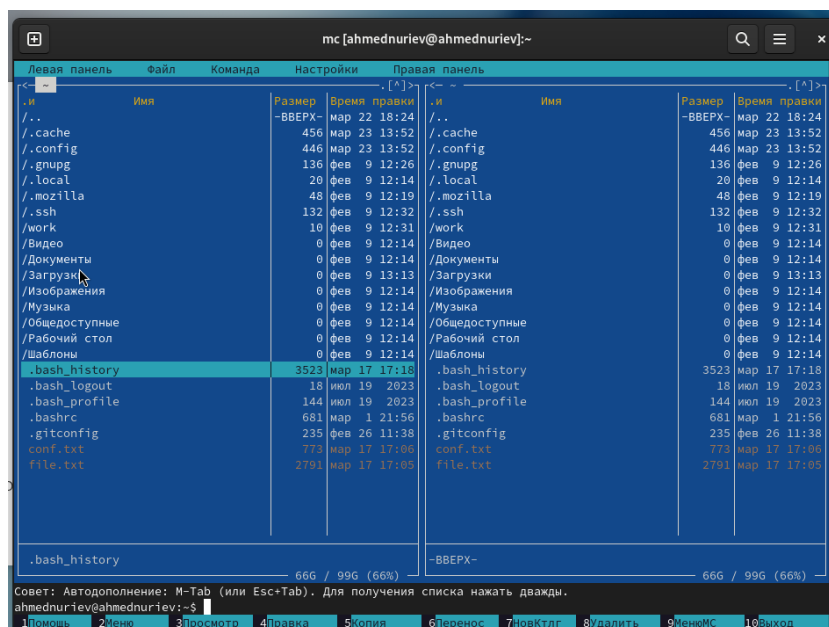 mc [ahmednuriev@ahmednuriev]:~
Левая панель Файл Команда Настройки Правая панель
<- ~ .[^]> <- ~ .[^]>
.и Имя Размер Время правки .и Имя Размер Время правки
/.. -ВВЕРХ- мар 22 18:24 /.. -ВВЕРХ- мар 22 18:24
/.cache 456 мар 23 13:52 /.cache 456 мар 23 13:52
/.config 446 мар 23 13:52 /.config 446 мар 23 13:52
/.gnupg 136 фев 9 12:26 /.gnupg 136 фев 9 12:26
/.local 20 фев 9 12:14 /.local 20 фев 9 12:14
/.mozilla 48 фев 9 12:19 /.mozilla 48 фев 9 12:19
/.ssh 132 фев 9 12:32 /.ssh 132 фев 9 12:32
/work 10 фев 9 12:31 /work 10 фев 9 12:31
/Видео 0 фев 9 12:14 /Видео 0 фев 9 12:14
/Документы 0 фев 9 12:14 /Документы 0 фев 9 12:14
/Загрузки 0 фев 9 13:13 /Загрузки 0 фев 9 13:13
/Изображения 0 фев 9 12:14 /Изображения 0 фев 9 12:14
/Музыка 0 фев 9 12:14 /Музыка 0 фев 9 12:14
/Общедоступные 0 фев 9 12:14 /Общедоступные 0 фев 9 12:14
/Рабочий стол 0 фев 9 12:14 /Рабочий стол 0 фев 9 12:14
/Шаблоны 0 фев 9 12:14 /Шаблоны 0 фев 9 12:14
.bash_history 3523 мар 17 17:18 .bash_history 3523 мар 17 17:18
.bash_logout 18 июл 19 2023 .bash_logout 18 июл 19 2023
.bash_profile 144 июл 19 2023 .bash_profile 144 июл 19 2023
.bashrc 681 мар 1 21:56 .bashrc 681 мар 1 21:56
.gitconfig 235 фев 26 11:38 .gitconfig 235 фев 26 11:38
conf.txt 773 мар 17 17:06 conf.txt 773 мар 17 17:06
file.txt 2791 мар 17 17:05 file.txt 2791 мар 17 17:05
.bash_history -ВВЕРХ-
66G / 99G (66%) 66G / 99G (66%)
Совет: Автодополнение: M-Tab (или Esc+Tab). Для получения списка нажать дважды.
ahmednuriev@ahmednuriev:~$
1Помощь 2Меню 3Просмотр 4Правка 5Копия 6Перенос 7НовКтлг 8Удалить 9МенюMC 10Выход